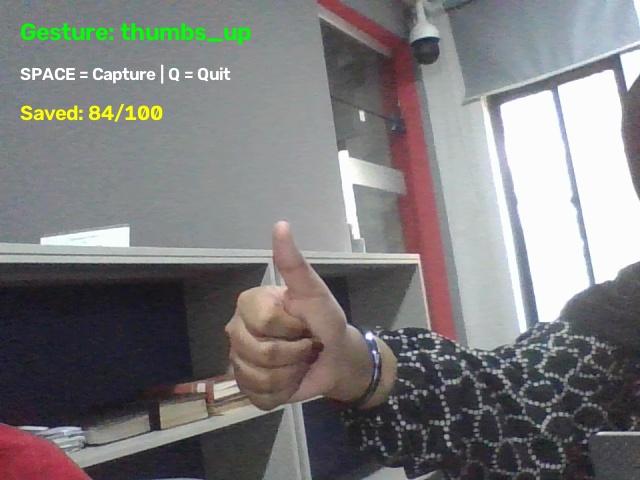 Gesture: thumbs_up
SPACE = Capture | Q = Quit
Saved: 84/100